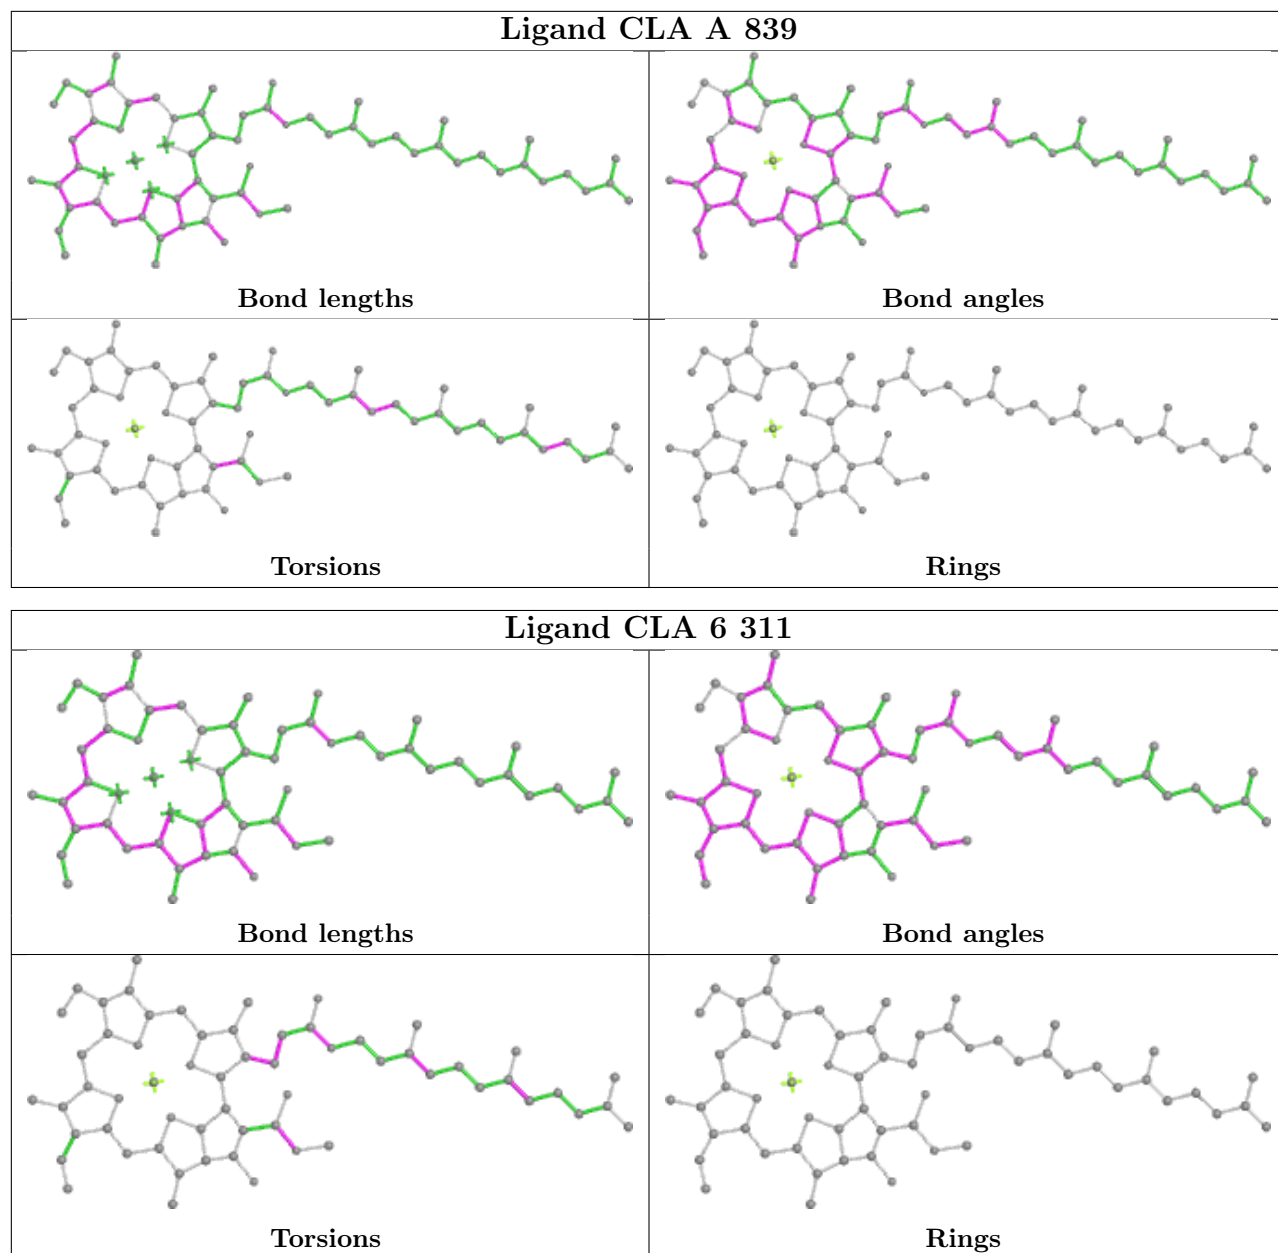 Ligand CLA A 839
Bond lengths
Bond angles
Torsions
Rings
Ligand CLA 6 311
Bond lengths
Bond angles
Torsions
Rings